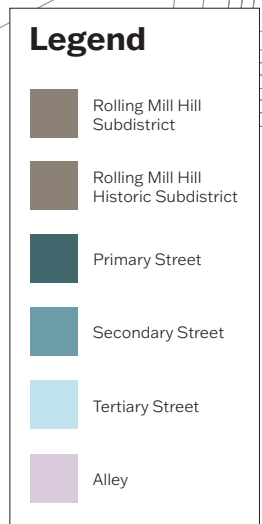 Legend
Rolling Mill Hill
Subdistrict
Rolling Mill Hill
Historic Subdistrict
Primary Street
Secondary Street
Tertiary Street
Alley